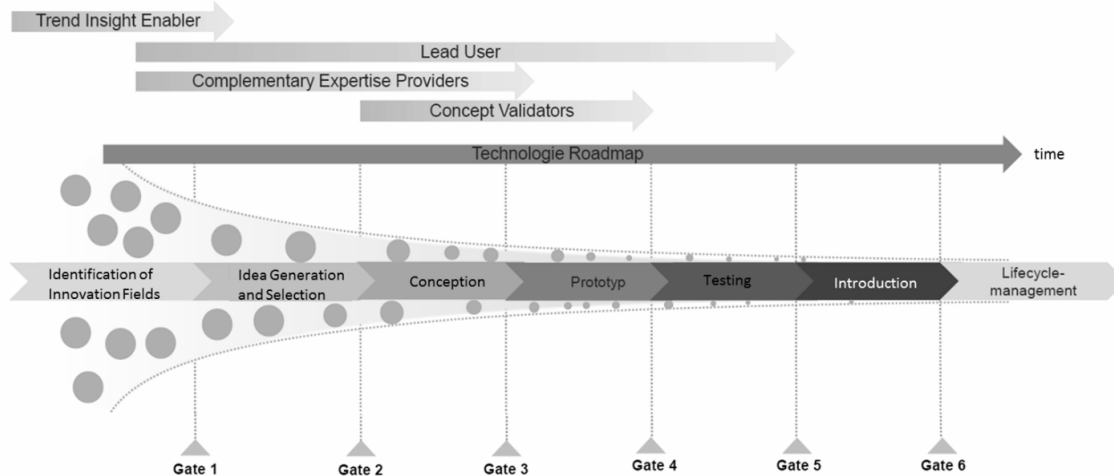 Trend Insight Enabler
Lead User
Complementary Expertise Providers
Concept Validators
Technologie Roadmap
time
Identification of
Innovation Fields
Idea Generation
and Selection
Conception
Prototyp
Testing
Introduction
Lifecycle-
management
Gate 1
Gate 2
Gate 3
Gate 4
Gate 5
Gate 6